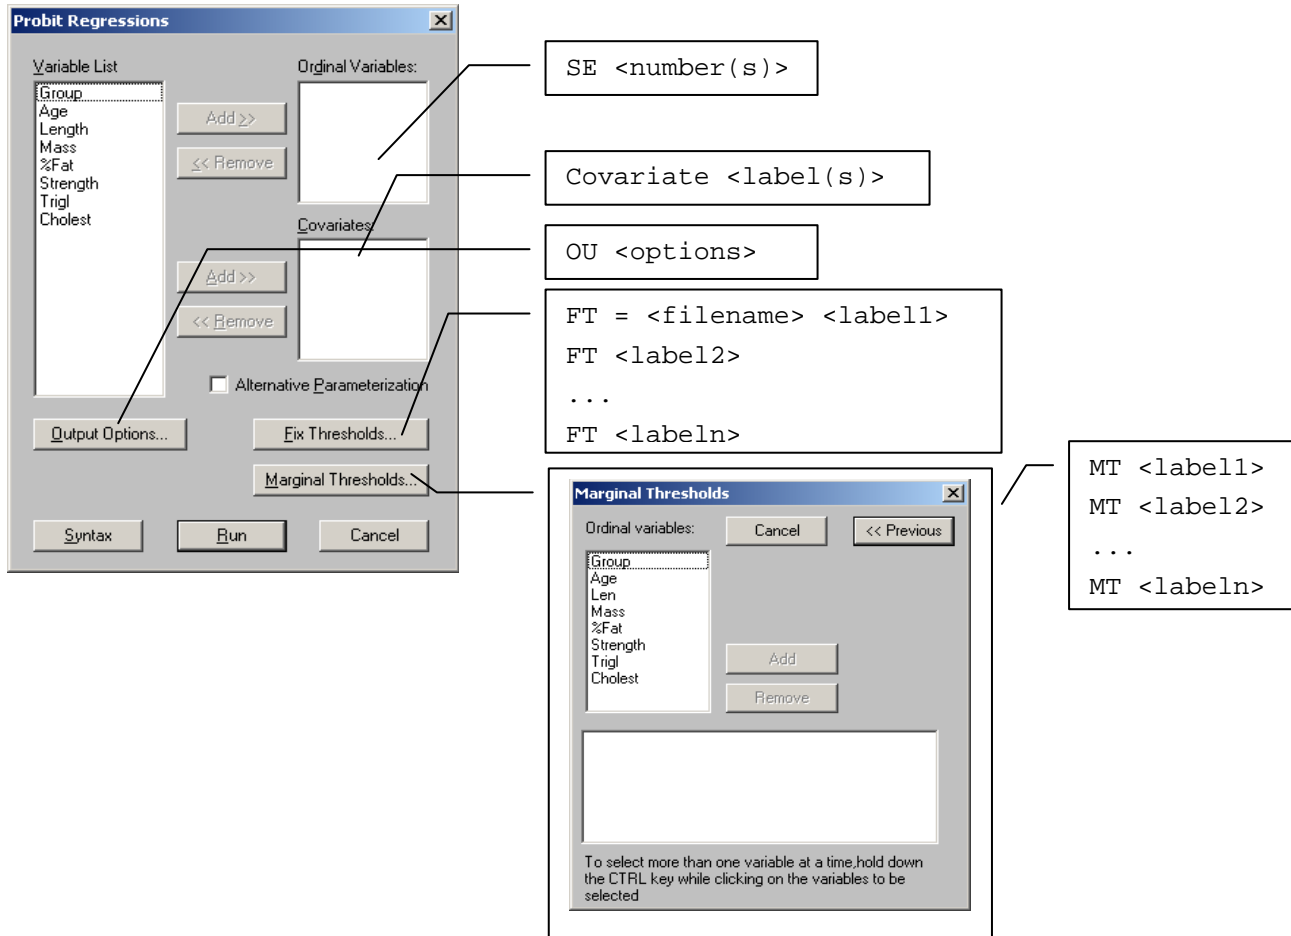 Probit Regressions
Variable List
Group
Age
Length
Mass
%Fat
Strength
Trigl
Cholest
Add >>
<< Remove
Ordinal Variables:
Covariates:
Add >>
<< Remove
Alternative Parameterization
Output Options...
Fix Thresholds...
Marginal Thresholds...
Syntax
Run
Cancel
SE <number(s)>
Covariate <label(s)>
OU <options>
FT = <filename> <label1>
FT <label2>
...
FT <labeln>
Marginal Thresholds
Ordinal variables:
Cancel
<< Previous
Group
Age
Len
Mass
%Fat
Strength
Trigl
Cholest
Add
Remove
To select more than one variable at a time,hold down
the CTRL key while clicking on the variables to be
selected
MT <label1>
MT <label2>
...
MT <labeln>